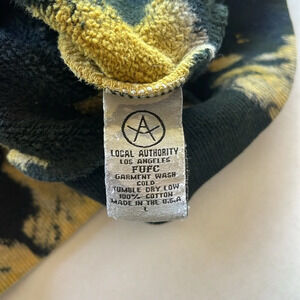 LOCAL AUTHORITY
LOS ANGELES
FUFC
GARMENT WASH
COLD
TUMBLE DRY LOW
100% COTTON
MADE IN THE U.S.A
L